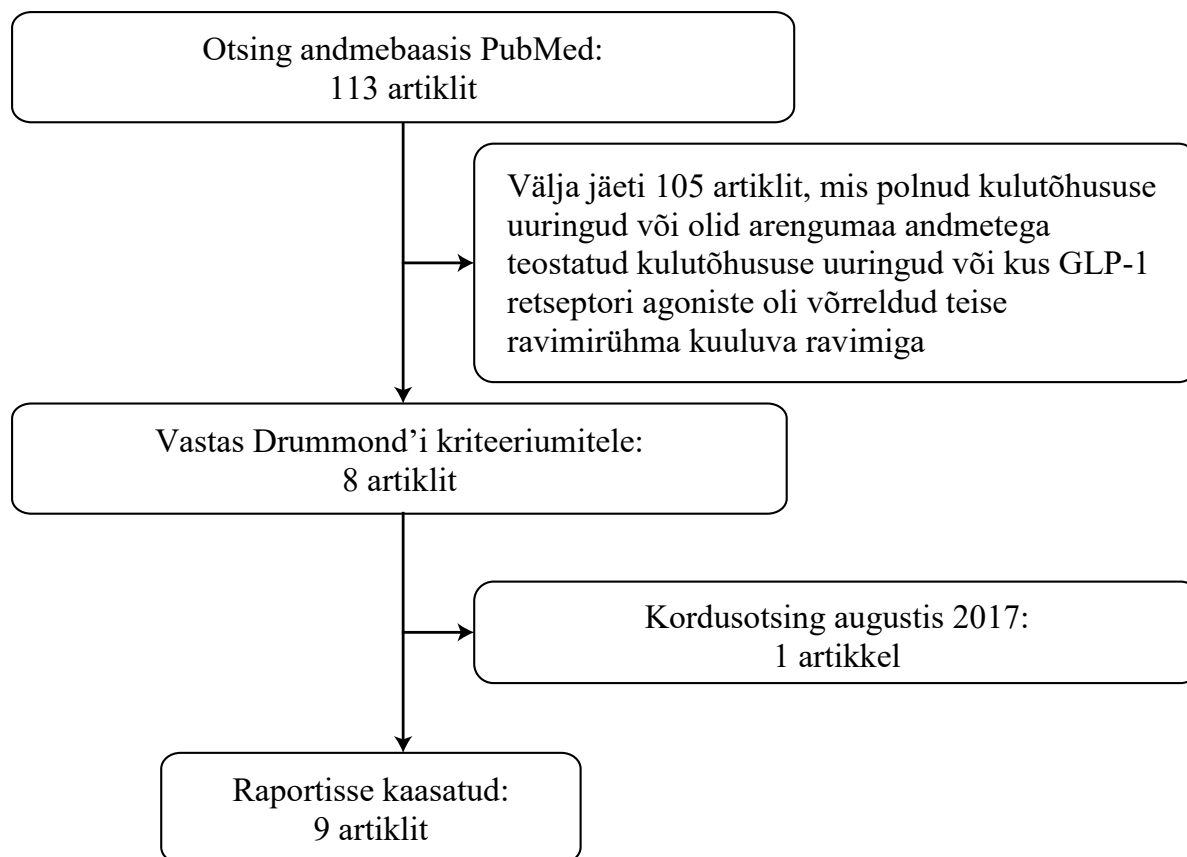 Otsing andmebaasis PubMed:
113 artiklit
Välja jäeti 105 artiklit, mis polnud kulutõhususe
uuringud või olid arengumaa andmetega
teostatud kulutõhususe uuringud või kus GLP-1
retseptori agoniste oli võrreldud teise
ravimirühma kuuluva ravimiga
Vastas Drummond’i kriteeriumitele:
8 artiklit
Kordusotsing augustis 2017:
1 artikkel
Raportisse kaasatud:
9 artiklit